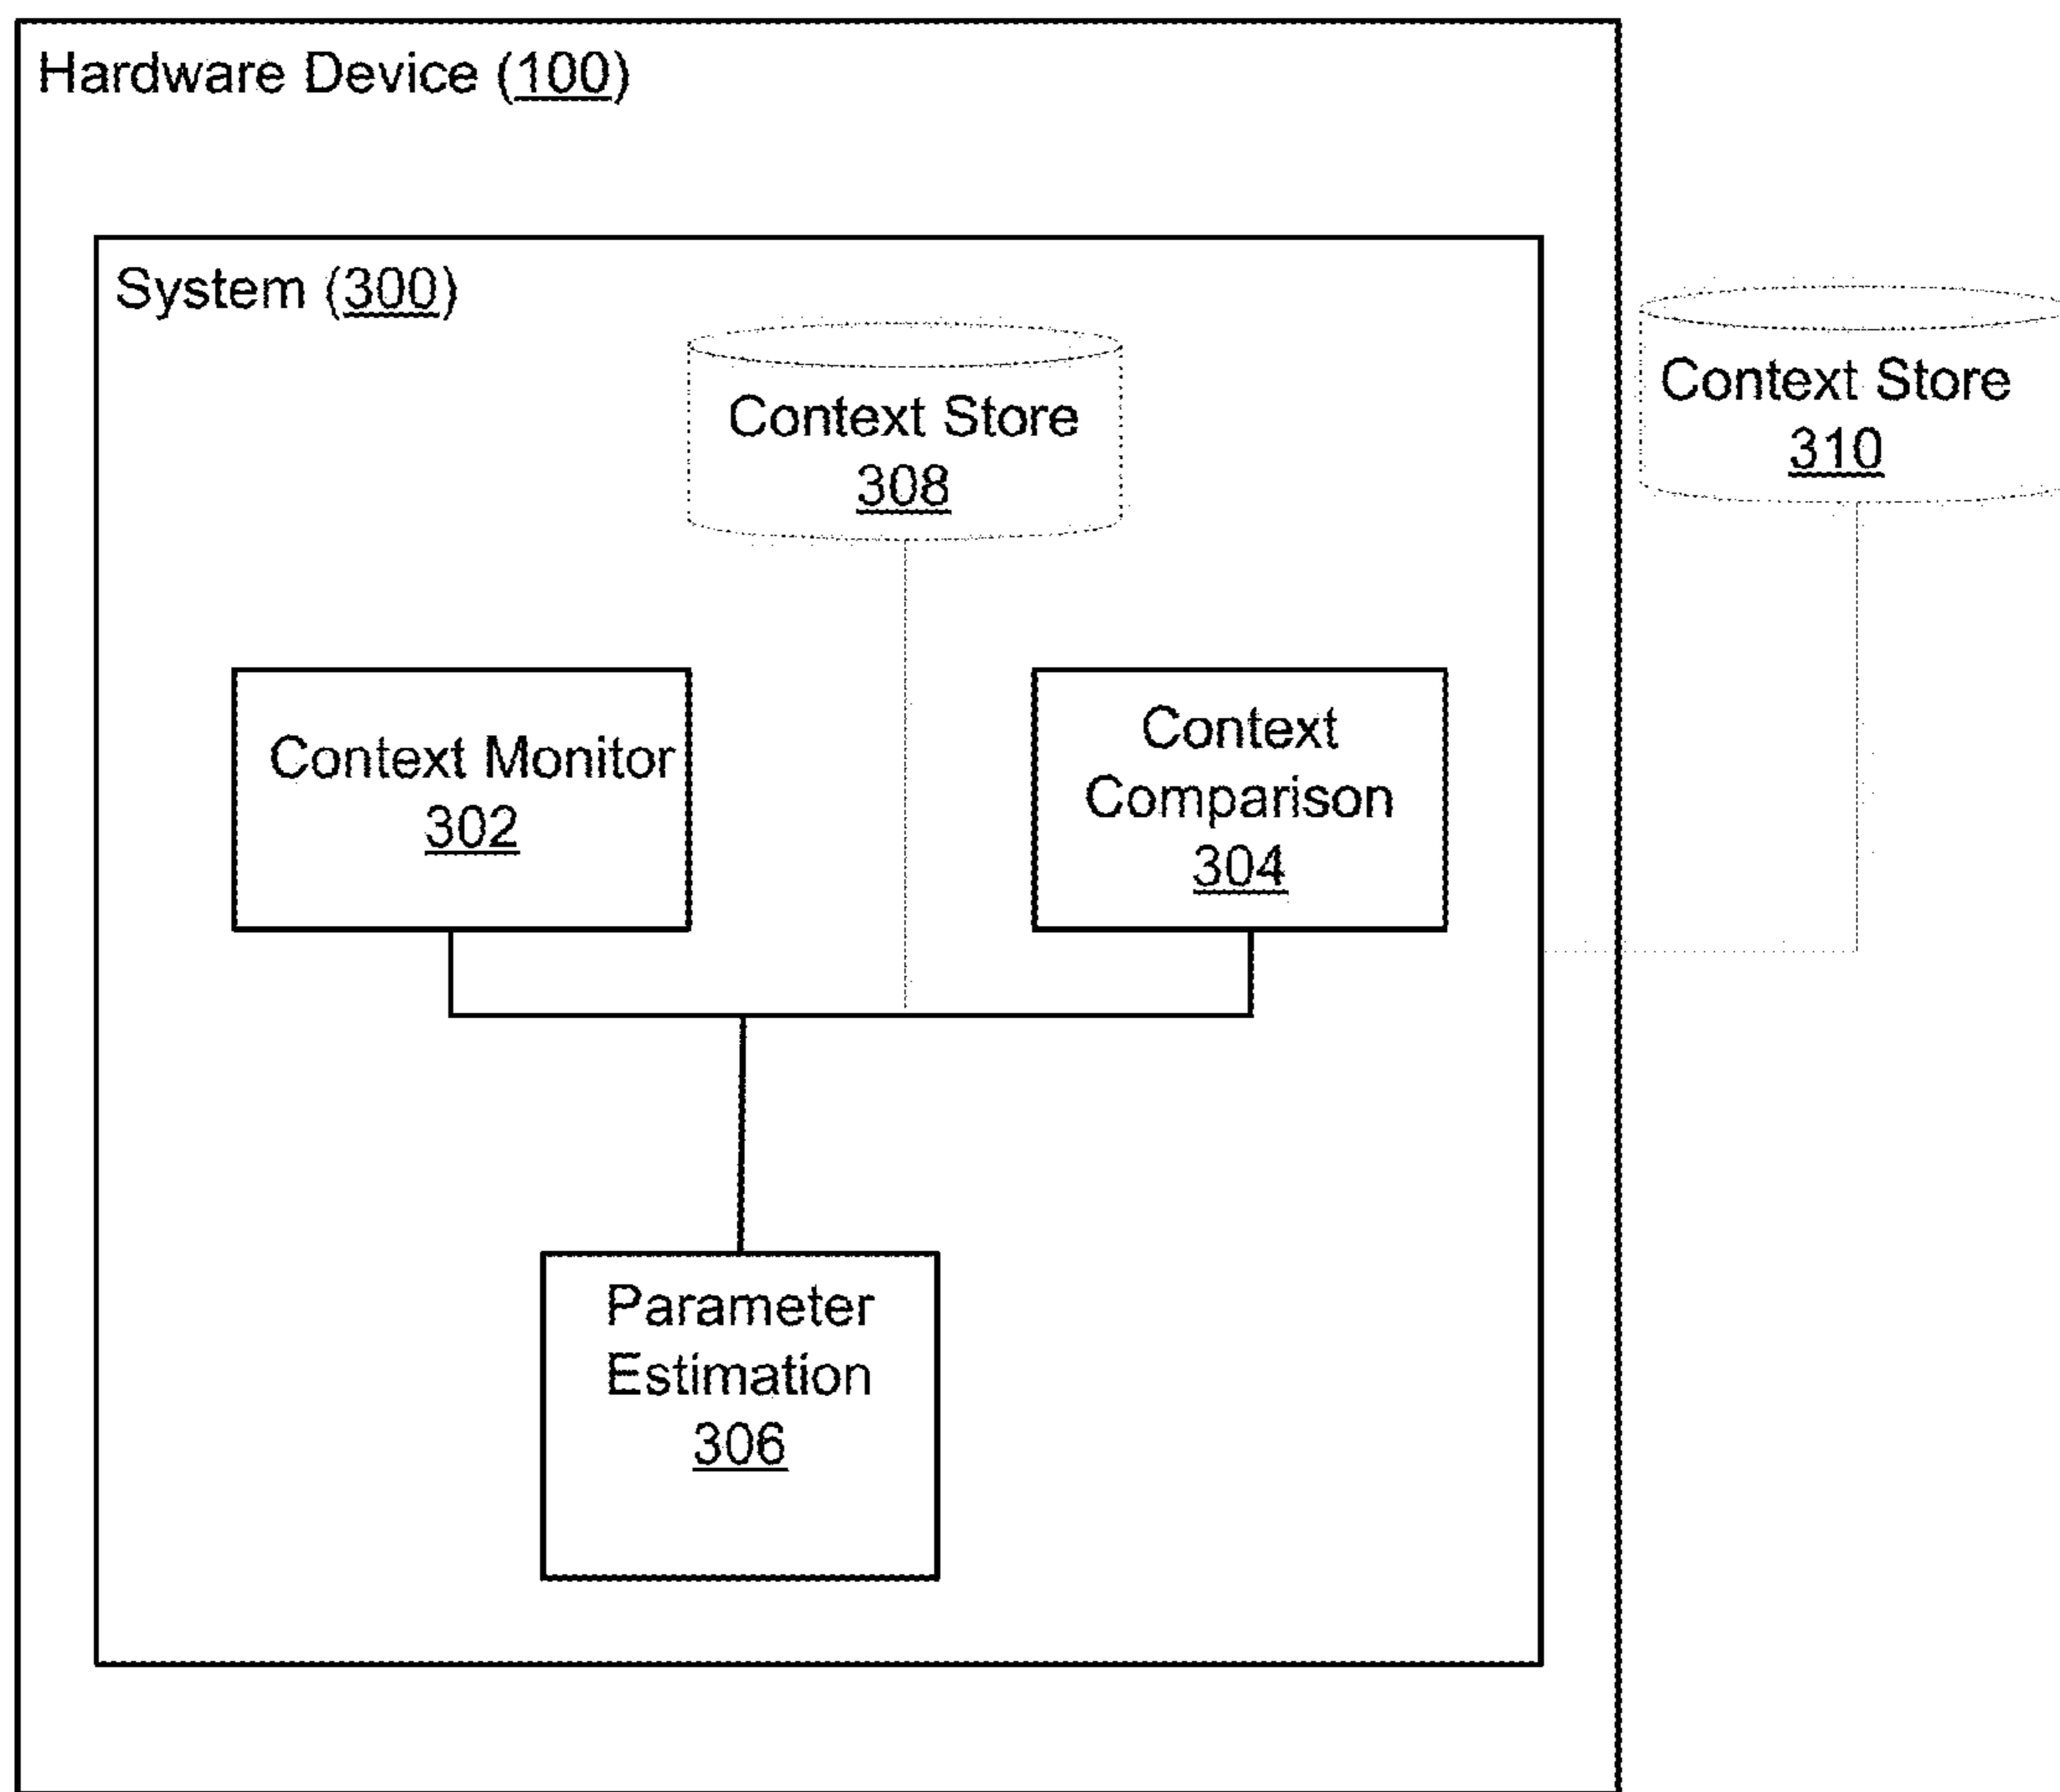 Hardware Device (100)
System (300)
Context Store
308
Context Store
310
Context Monitor
302
Context
Comparison
304
Parameter
Estimation
306